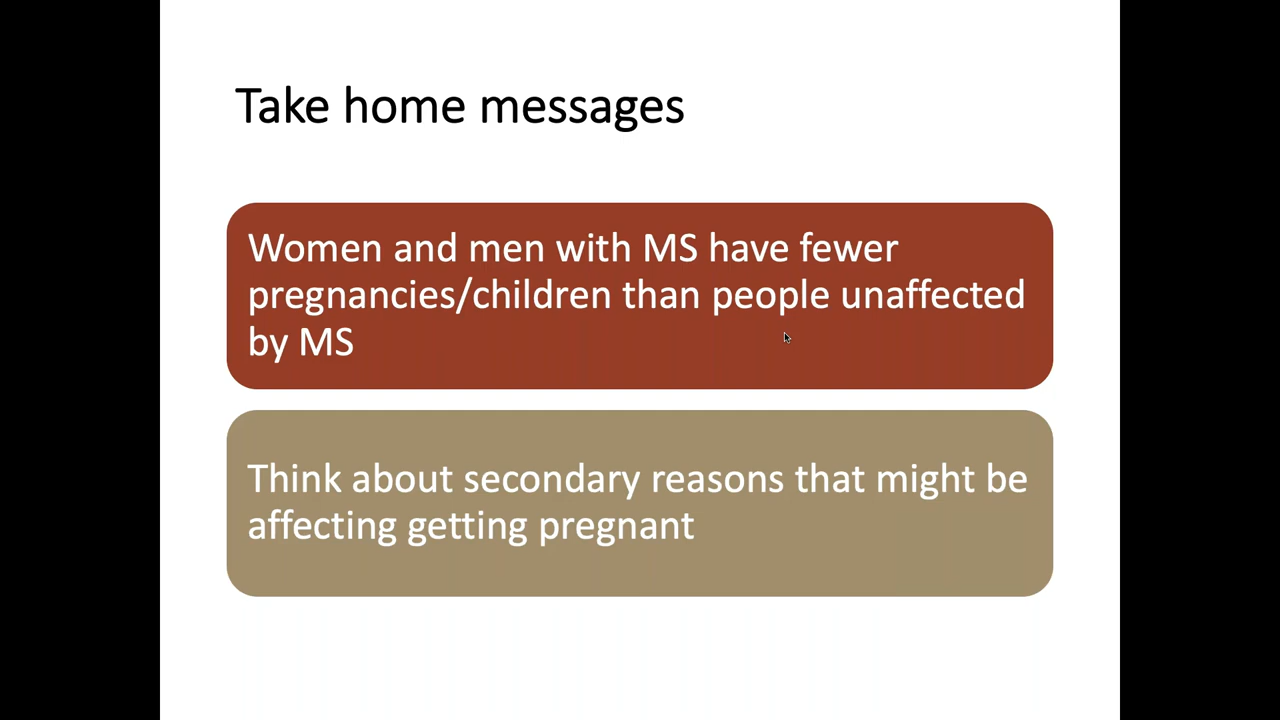 Take home messages
Women and men with MS have fewer
pregnancies/children than people unaffected
by MS
Think about secondary reasons that might be
affecting getting pregnant